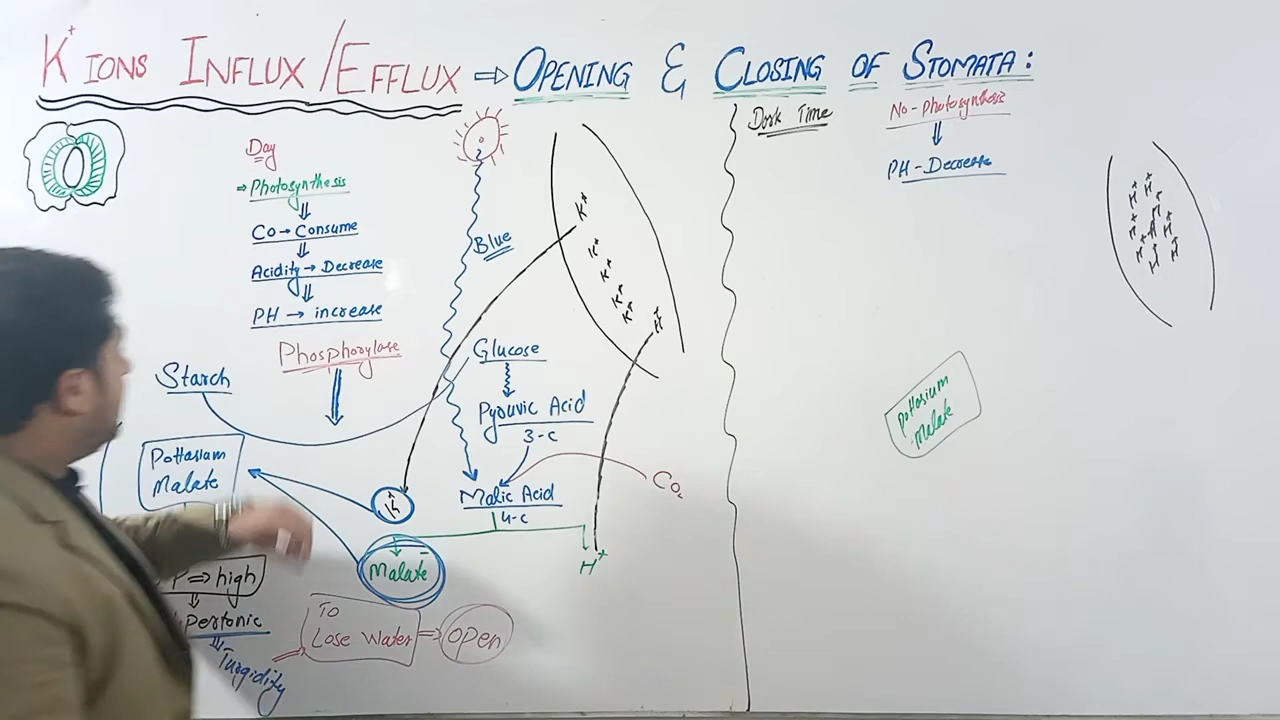 K+ IONS INFLUX/EFFLUX ⇒ OPENING & CLOSING OF STOMATA:
Day
⇒ Photosynthesis
⇓
Co → Consume
⇓
Acidity → Decrease
⇓
PH → increase
Phosphorylase
⇓
Starch
Blue
Glucose
Pyruvic Acid
3-c
Malic Acid
4-c
Co2
K+
K+
K+
K+
K+
H+
Pottasium
Malate
K+
Malate-
H+
P ⇒ high
⇓
pertonic
⇓
Turgidity
To
Lose Water ⇒ open
Dark Time
No-Photosynthesis
⇓
PH-Decrease
H+ H+
H+ H+
H+ H+
H+ H+
H+
Pottasium
Malate